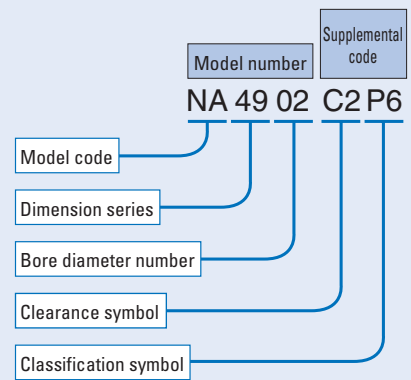 Supplemental
code
Model number
NA 49 02 C2 P6
Model code
Dimension series
Bore diameter number
Clearance symbol
Classification symbol